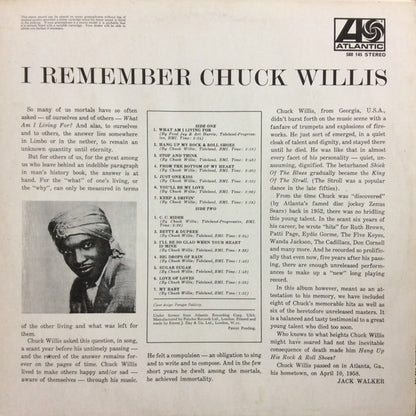 ATLANTIC
588 145 STEREO
I REMEMBER CHUCK WILLIS
So many of us mortals have so often
asked — of ourselves and of others — What
Am I Living For? And also, to ourselves
and to others, the answer lies somewhere
in Limbo or in the nether, to remain an
unknown quantity until eternity.
But for others of us, for the great among
us who leave behind an indelible paragraph
in man's history book, the answer is at
hand. For the "what" of one's living, or
the "why", can only be measured in terms
of the other living and what was left for
them.
Chuck Willis asked this question, in song,
a want year before his untimely passing —
and the record of the answer remains for-
ever on the pages of time. Chuck Willis
lived to make others happy and/or sad —
aware of themselves — through his music.
SIDE ONE
1. WHAT AM I LIVING FOR
2. HANG UP MY ROCK & ROLL SHOES
3. STOP AND THINK
4. FROM THE BOTTOM OF MY HEART
5. JUST ONE KISS
6. YOU'LL BE MY LOVE
7. KEEP A DRIVIN'
SIDE TWO
1. C. C. RIDER
2. BETTY & DUPREE
3. I'LL BE SO GLAD WHEN YOUR HEART
IS MINE
4. BIG DROPS OF RAIN
5. SUGAR SUGAR
6. LOVE OF LOVES
7. MY BABY
He felt a compulsion — an obligation to sing
and to write and to compose. And in the few
short years he dwelt among the mortals,
he achieved immortality.
Chuck Willis, from Georgia, U.S.A.,
didn't burst forth on the music scene with a
fanfare of trumpets and explosions of fire-
works. He just sort of emerged, in a quiet
cloak of talent and dignity, and stayed there
until he died. He was like that in almost
every facet of his personality — quiet, un-
assuming, dignified. The beturbaned Shiek
Of The Blues gradually became the King
Of The Stroll. (The Stroll was a popular
dance in the late fifties).
From the time Chuck was "discovered"
(by Atlanta's famed disc jockey Zenas
Sears) back in 1952, there was no bridling
this young talent. In the most six years of
his career, he wrote "hits" for Ruth Brown,
Patti Page, Eydie Gorme, The Five Keys,
Wanda Jackson, The Cadillacs, Don Cornell
and many more. And he recorded so prolific-
ally that even now, five years after his pass-
ing, there are enough unreleased perform-
ances to make up a "new" long playing
record.
In this album, however, meant as an at-
testation to his memory, we have included
eight of Chuck's memorable hits as well as
six of the heretofore unreleased masters. It
is a balanced and tasty testimonial to a great
young talent who died too soon.
Who knows to what heights Chuck Willis
might have soared had not the inevitable
consequence of death made him Hang Up
His Rock & Roll Shoes!
Chuck Willis passed on in Atlanta, Ga.,
his hometown, on April 10, 1958.
JACK WALKER